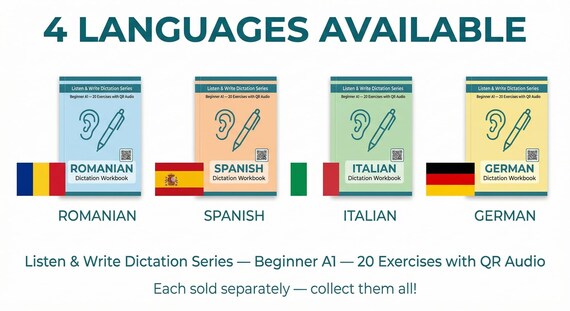 4 LANGUAGES AVAILABLE
Listen & Write Dictation Series
Beginner A1 — 20 Exercises with QR Audio
ROMANIAN
Dictation Workbook
ROMANIAN
Listen & Write Dictation Series
Beginner A1 — 20 Exercises with QR Audio
SPANISH
Dictation Workbook
SPANISH
Listen & Write Dictation Series
Beginner A1 — 20 Exercises with QR Audio
ITALIAN
Dictation Workbook
ITALIAN
Listen & Write Dictation Series
Beginner A1 — 20 Exercises with QR Audio
GERMAN
Dictation Workbook
GERMAN
Listen & Write Dictation Series — Beginner A1 — 20 Exercises with QR Audio
Each sold separately — collect them all!